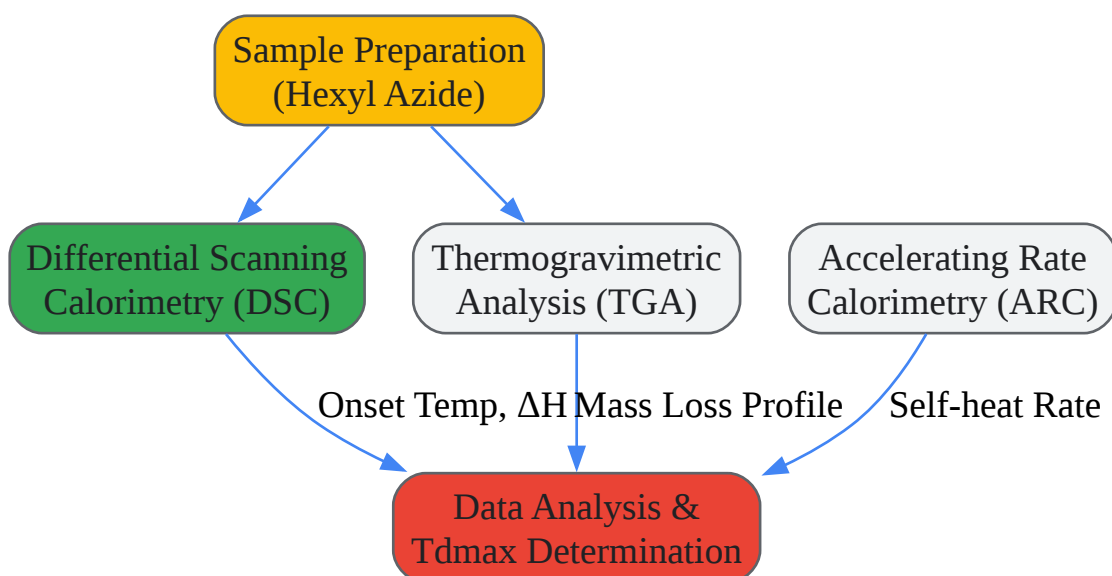 Sample Preparation
(Hexyl Azide)
Differential Scanning
Calorimetry (DSC)
Thermogravimetric
Analysis (TGA)
Accelerating Rate
Calorimetry (ARC)
Onset Temp, ΔH
Mass Loss Profile
Self-heat Rate
Data Analysis &
Tdmax Determination